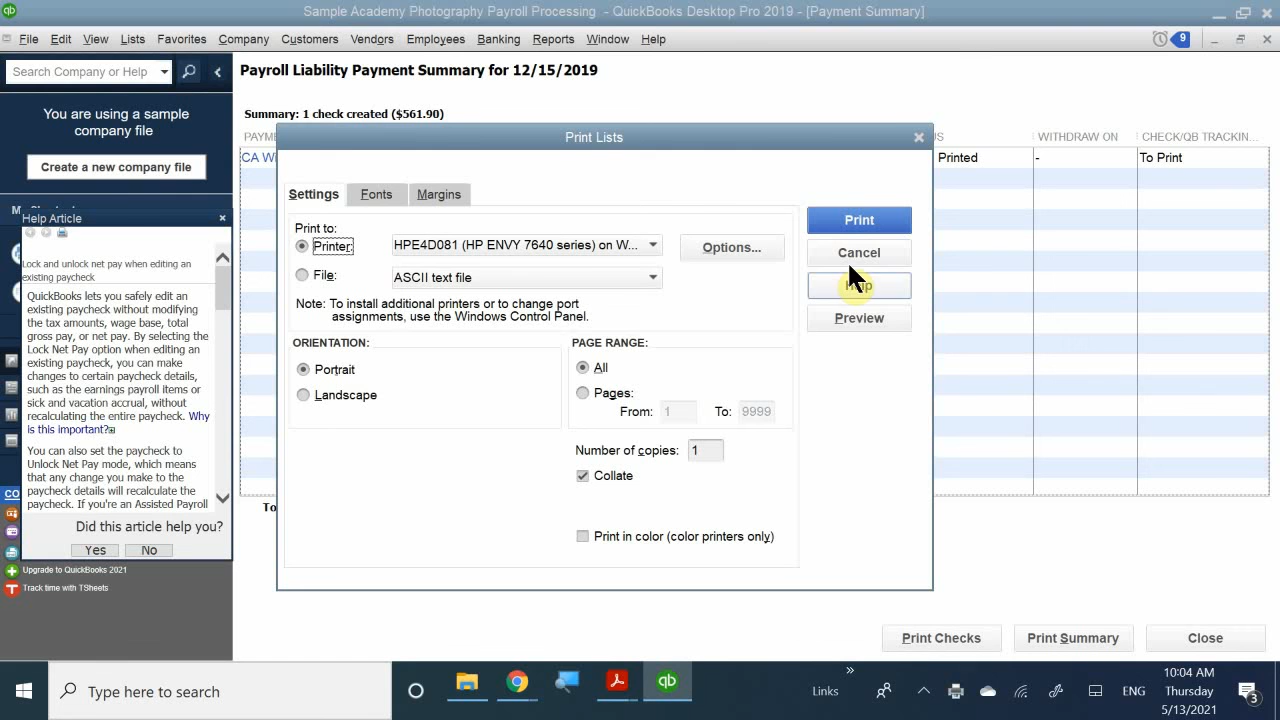 Sample Academy Photography Payroll Processing - QuickBooks Desktop Pro 2019 - [Payment Summary]
File Edit View Lists Favorites Company Customers Vendors Employees Banking Reports Window Help 9
Search Company or Help
Payroll Liability Payment Summary for 12/15/2019
You are using a sample
company file
Create a new company file
Summary: 1 check created ($561.90)
WITHDRAW ON CHECK/QB TRACKIN...
CA Printed - To Print
Print Lists
Settings Fonts Margins
Print to:
Printer: HPE4D081 (HP ENVY 7640 series) on W... Options...
File: ASCII text file
Note: To install additional printers or to change port
assignments, use the Windows Control Panel.
ORIENTATION:
Portrait
Landscape
PAGE RANGE:
All
Pages:
From: 1 To: 9999
Number of copies: 1
Collate
Print in color (color printers only)
Print
Cancel
Help
Preview
Help Article
Lock and unlock net pay when editing an
existing paycheck
QuickBooks lets you safely edit an
existing paycheck without modifying
the tax amounts, wage base, total
gross pay, or net pay. By selecting the
Lock Net Pay option when editing an
existing paycheck, you can make
changes to certain paycheck details,
such as the earnings payroll items or
sick and vacation accrual, without
recalculating the entire paycheck. Why
is this important?
You can also set the paycheck to
Unlock Net Pay mode, which means
that any change you make to the
paycheck details will recalculate the
paycheck. If you're an Assisted Payroll
Did this article help you?
Yes No
To
Upgrade to QuickBooks 2021
Track time with TSheets
Print Checks Print Summary Close
Type here to search
Links
ENG
10:04 AM
Thursday
5/13/2021
3